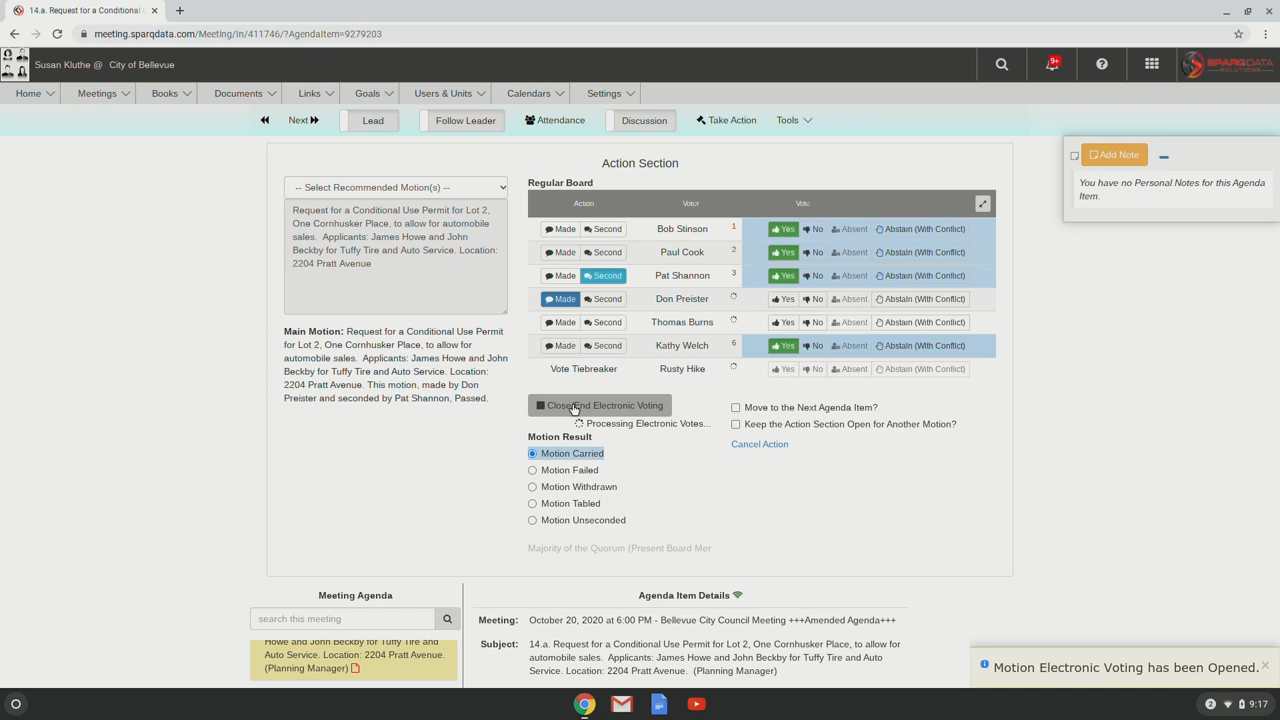 14.a. Request for a Conditional U
meeting.sparqdata.com/Meeting/In/411746/?AgendaItem=9279203
Susan Kluthe @ City of Bellevue
9+
SPARQDATA
SOLUTIONS
Home Meetings Books Documents Links Goals Users & Units Calendars Settings
Next Lead Follow Leader Attendance Discussion Take Action Tools
Action Section
Add Note
You have no Personal Notes for this Agenda
Item.
-- Select Recommended Motion(s) --
Request for a Conditional Use Permit for Lot 2,
One Cornhusker Place, to allow for automobile
sales. Applicants: James Howe and John
Beckby for Tuffy Tire and Auto Service. Location:
2204 Pratt Avenue
Main Motion: Request for a Conditional Use Permit
for Lot 2, One Cornhusker Place, to allow for
automobile sales. Applicants: James Howe and John
Beckby for Tuffy Tire and Auto Service. Location:
2204 Pratt Avenue. This motion, made by Don
Preister and seconded by Pat Shannon, Passed.
Regular Board
Action Voter Vote
Made Second Bob Stinson 1 Yes No Absent Abstain (With Conflict)
Made Second Paul Cook 2 Yes No Absent Abstain (With Conflict)
Made Second Pat Shannon 3 Yes No Absent Abstain (With Conflict)
Made Second Don Preister Yes No Absent Abstain (With Conflict)
Made Second Thomas Burns Yes No Absent Abstain (With Conflict)
Made Second Kathy Welch 6 Yes No Absent Abstain (With Conflict)
Vote Tiebreaker Rusty Hike Yes No Absent Abstain (With Conflict)
Close/End Electronic Voting
Processing Electronic Votes...
Move to the Next Agenda Item?
Keep the Action Section Open for Another Motion?
Cancel Action
Motion Result
Motion Carried
Motion Failed
Motion Withdrawn
Motion Tabled
Motion Unseconded
Majority of the Quorum (Present Board Mer
Meeting Agenda
search this meeting
Howe and John Beckby for Tuffy Tire and
Auto Service. Location: 2204 Pratt Avenue.
(Planning Manager)
Agenda Item Details
Meeting: October 20, 2020 at 6:00 PM - Bellevue City Council Meeting +++Amended Agenda+++
Subject: 14.a. Request for a Conditional Use Permit for Lot 2, One Cornhusker Place, to allow for
automobile sales. Applicants: James Howe and John Beckby for Tuffy Tire and Auto
Service. Location: 2204 Pratt Avenue. (Planning Manager)
Motion Electronic Voting has been Opened.
2 9:17